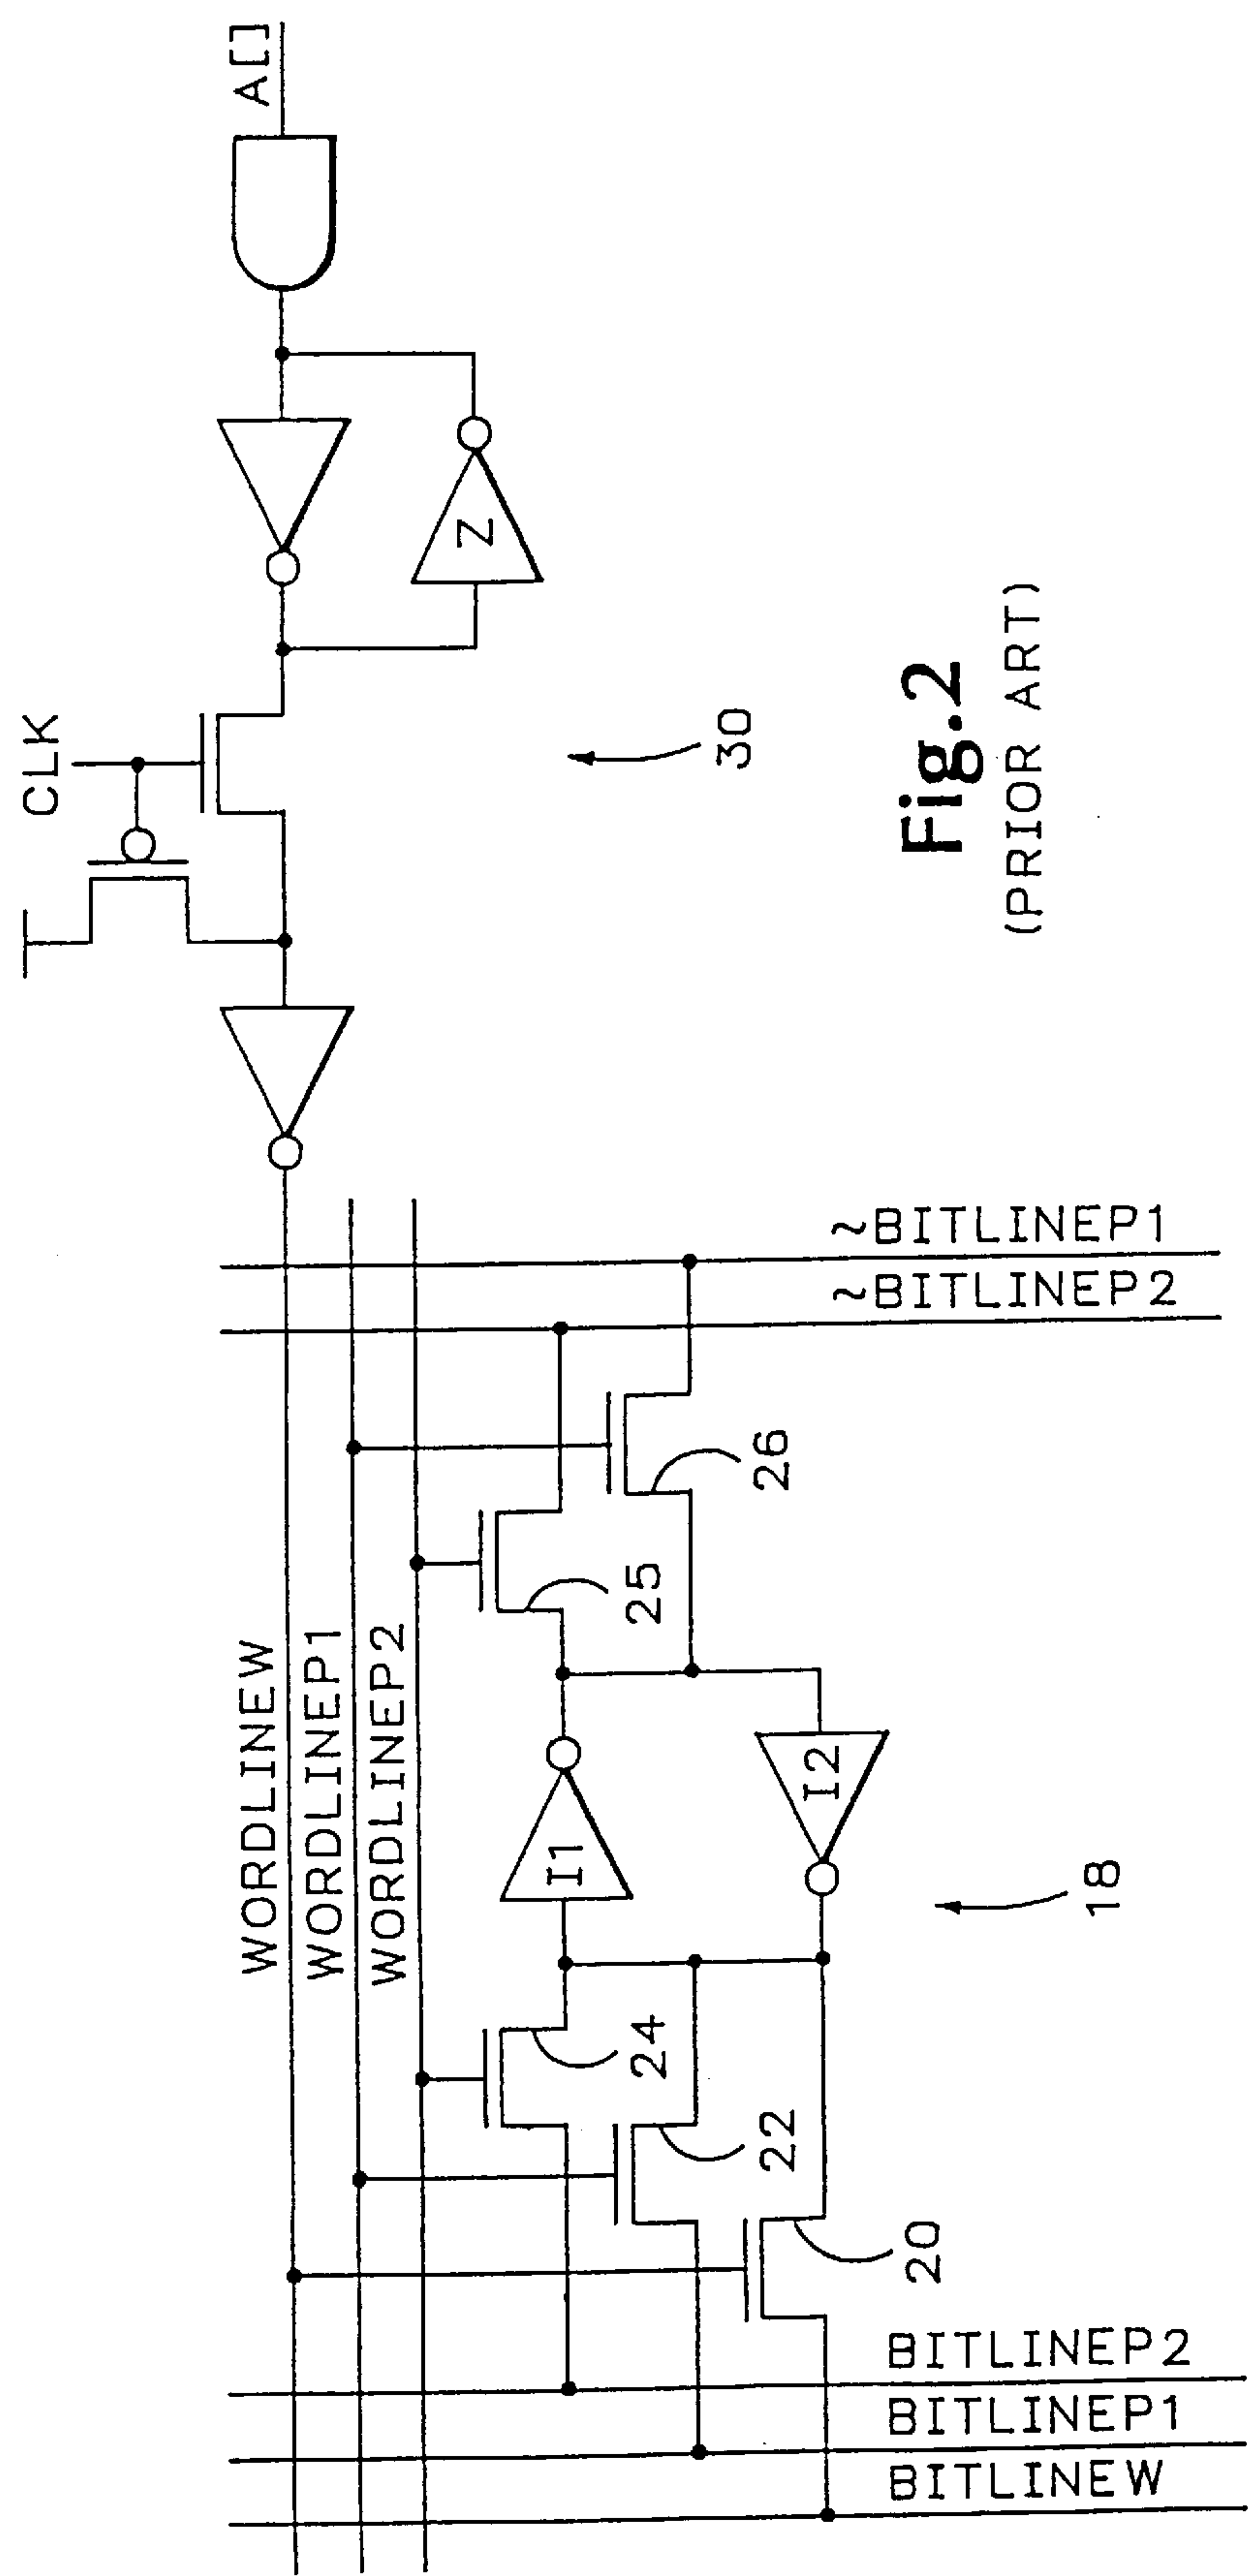 A[]
CLK
Z
30
WORDLINEW
WORDLINEP1
WORDLINEP2
~BITLINEP1
~BITLINEP2
26
25
I1
I2
18
24
22
20
BITLINEP2
BITLINEP1
BITLINEW
Fig.2
(PRIOR ART)